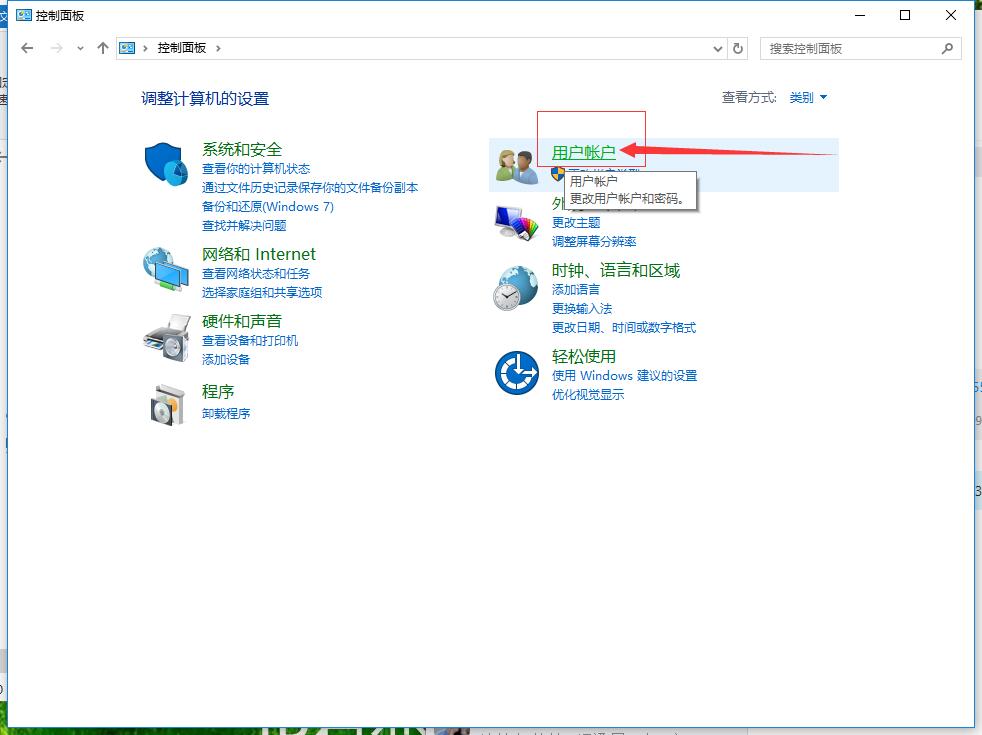 控制面板
控制面板
搜索控制面板
调整计算机的设置
查看方式:
类别
系统和安全
查看你的计算机状态
通过文件历史记录保存你的文件备份副本
备份和还原(Windows 7)
查找并解决问题
网络和 Internet
查看网络状态和任务
选择家庭组和共享选项
硬件和声音
查看设备和打印机
添加设备
程序
卸载程序
用户帐户
用户帐户
更改用户帐户和密码。
更改主题
调整屏幕分辨率
时钟、语言和区域
添加语言
更换输入法
更改日期、时间或数字格式
轻松使用
使用 Windows 建议的设置
优化视觉显示